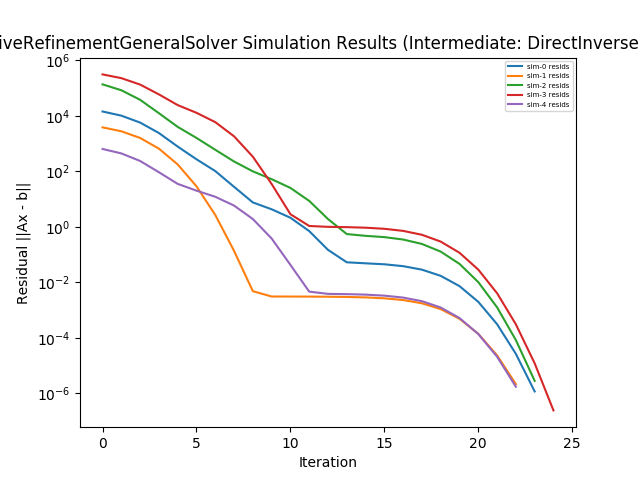 iveRefinementGeneralSolver Simulation Results (Intermediate: DirectInverse
sim-0 resids
sim-1 resids
sim-2 resids
sim-3 resids
sim-4 resids
10^6
10^4
10^2
10^0
10^−2
10^−4
10^−6
Residual ||Ax - b||
0 5 10 15 20 25
Iteration